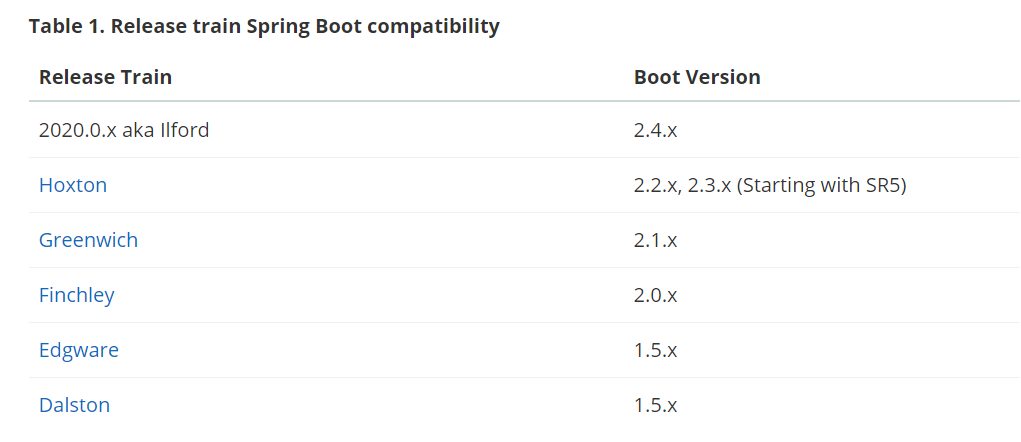 Table 1. Release train Spring Boot compatibility
Release Train Boot Version
2020.0.x aka Ilford 2.4.x
Hoxton 2.2.x, 2.3.x (Starting with SR5)
Greenwich 2.1.x
Finchley 2.0.x
Edgware 1.5.x
Dalston 1.5.x